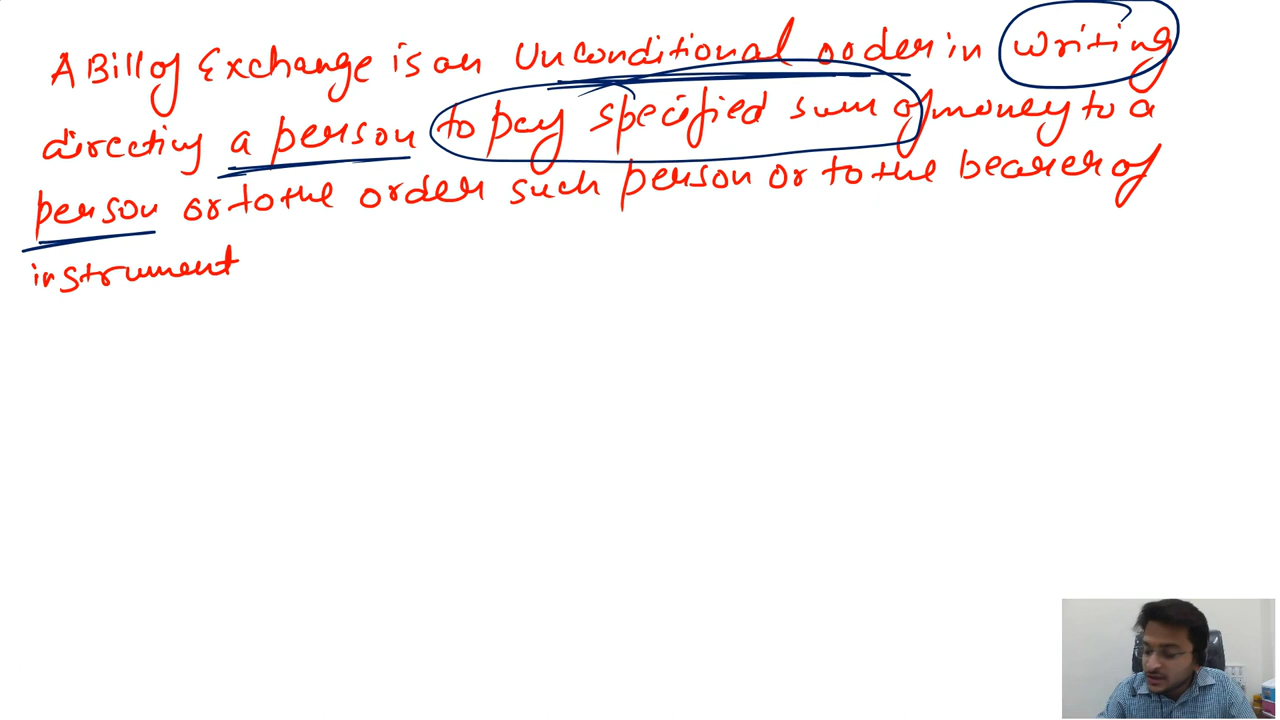 A Bill of Exchange is an Unconditional order in writing
directing a person to pay specified sum of money to a
person or to the order such person or to the bearer of
instrument